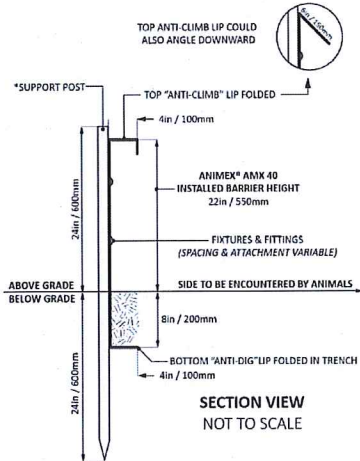 TOP ANTI-CLIMB LIP COULD
ALSO ANGLE DOWNWARD
6in / 150mm
*SUPPORT POST
TOP "ANTI-CLIMB" LIP FOLDED
4in / 100mm
24in / 600mm
ANIMEX® AMX 40
INSTALLED BARRIER HEIGHT
22in / 550mm
FIXTURES & FITTINGS
(SPACING & ATTACHMENT VARIABLE)
ABOVE GRADE
SIDE TO BE ENCOUNTERED BY ANIMALS
BELOW GRADE
8in / 200mm
24in / 600mm
BOTTOM "ANTI-DIG" LIP FOLDED IN TRENCH
4in / 100mm
SECTION VIEW
NOT TO SCALE